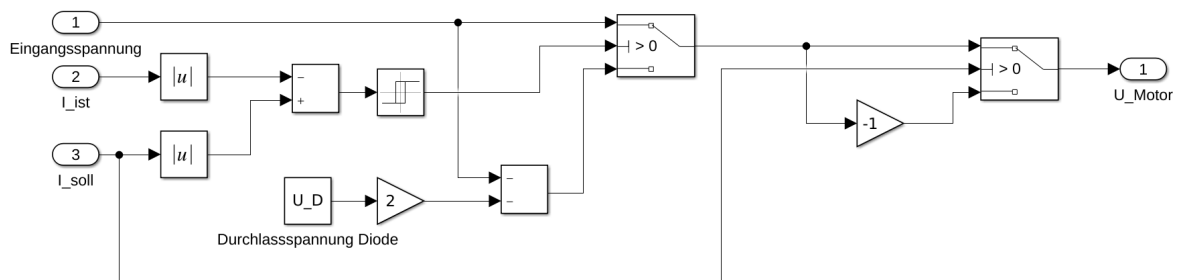 1
Eingangsspannung
2
I_ist
|u|
−
+
> 0
> 0
1
U_Motor
3
I_soll
|u|
-1
−
−
U_D
2
Durchlassspannung Diode